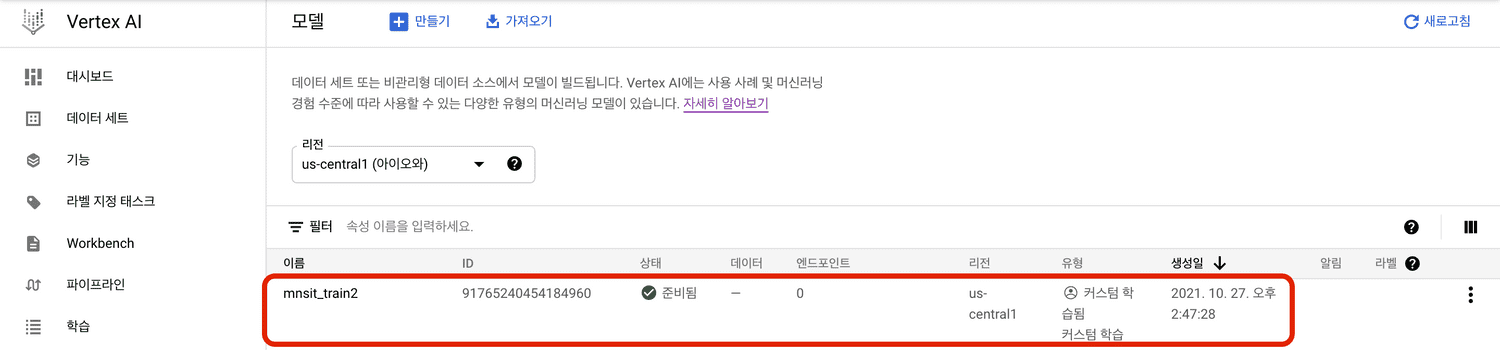 Vertex AI
모델
만들기
가져오기
새로고침
대시보드
데이터 세트
기능
라벨 지정 태스크
Workbench
파이프라인
학습
데이터 세트 또는 비관리형 데이터 소스에서 모델이 빌드됩니다. Vertex AI에는 사용 사례 및 머신러닝
경험 수준에 따라 사용할 수 있는 다양한 유형의 머신러닝 모델이 있습니다. 자세히 알아보기
리전
us-central1 (아이오와)
필터 속성 이름을 입력하세요.
이름 ID 상태 데이터 엔드포인트 리전 유형 생성일 알림 라벨
mnsit_train2 91765240454184960 준비됨 — 0 us- 커스텀 학 2021. 10. 27. 오후
central1 습됨 2:47:28
커스텀 학습